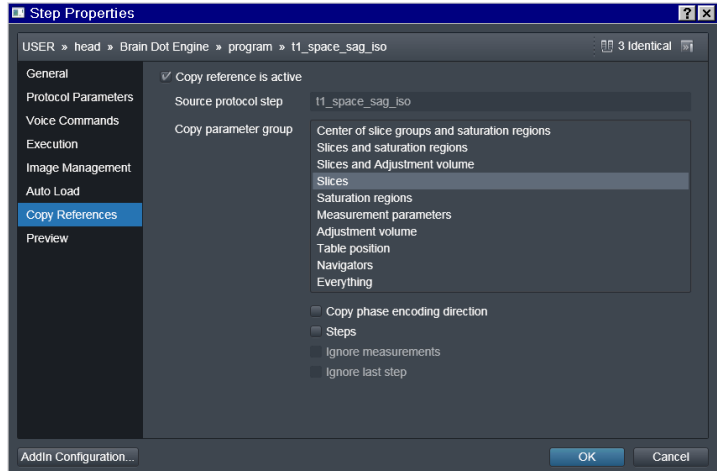 Step Properties
? x
USER » head » Brain Dot Engine » program » t1_space_sag_iso
3 Identical
General
Protocol Parameters
Voice Commands
Execution
Image Management
Auto Load
Copy References
Preview
Copy reference is active
Source protocol step
t1_space_sag_iso
Copy parameter group
Center of slice groups and saturation regions
Slices and saturation regions
Slices and Adjustment volume
Slices
Saturation regions
Measurement parameters
Adjustment volume
Table position
Navigators
Everything
Copy phase encoding direction
Steps
Ignore measurements
Ignore last step
AddIn Configuration...
OK
Cancel